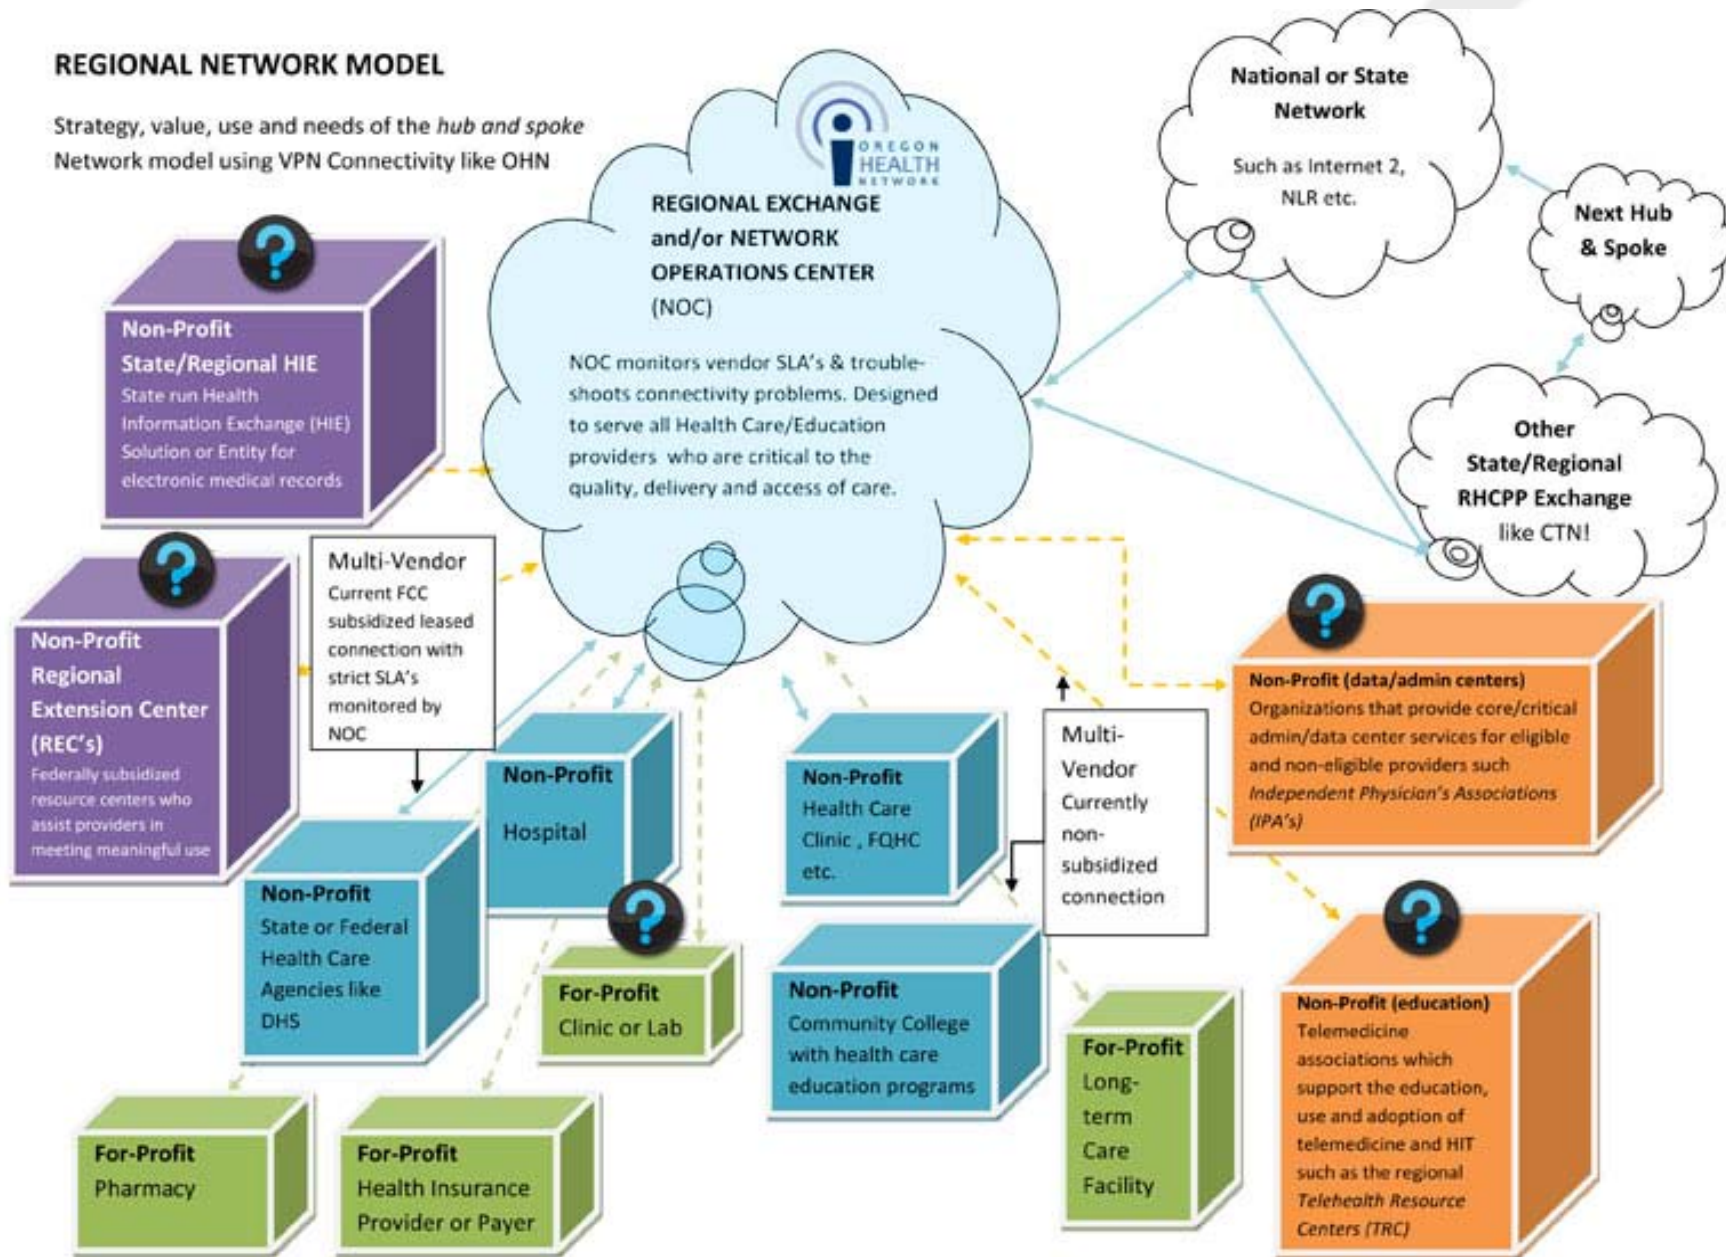 REGIONAL NETWORK MODEL
Strategy, value, use and needs of the hub and spoke
Network model using VPN Connectivity like OHN
OREGON
HEALTH
NETWORK
REGIONAL EXCHANGE
and/or NETWORK
OPERATIONS CENTER
(NOC)
NOC monitors vendor SLA's & trouble-
shoots connectivity problems. Designed
to serve all Health Care/Education
providers who are critical to the
quality, delivery and access of care.
National or State
Network
Such as Internet 2,
NLR etc.
Next Hub
& Spoke
Other
State/Regional
RHCPP Exchange
like CTN!
?
Non-Profit
State/Regional HIE
State run Health
Information Exchange (HIE)
Solution or Entity for
electronic medical records
?
Non-Profit
Regional
Extension Center
(REC's)
Federally subsidized
resource centers who
assist providers in
meeting meaningful use
Multi-Vendor
Current FCC
subsidized leased
connection with
strict SLA's
monitored by
NOC
Non-Profit
Hospital
Non-Profit
State or Federal
Health Care
Agencies like
DHS
Non-Profit
Health Care
Clinic , FQHC
etc.
Multi-
Vendor
Currently
non-
subsidized
connection
?
Non-Profit (data/admin centers)
Organizations that provide core/critical
admin/data center services for eligible
and non-eligible providers such
Independent Physician's Associations
(IPA's)
?
For-Profit
Clinic or Lab
Non-Profit
Community College
with health care
education programs
For-Profit
Long-
term
Care
Facility
?
Non-Profit (education)
Telemedicine
associations which
support the education,
use and adoption of
telemedicine and HIT
such as the regional
Telehealth Resource
Centers (TRC)
For-Profit
Pharmacy
For-Profit
Health Insurance
Provider or Payer